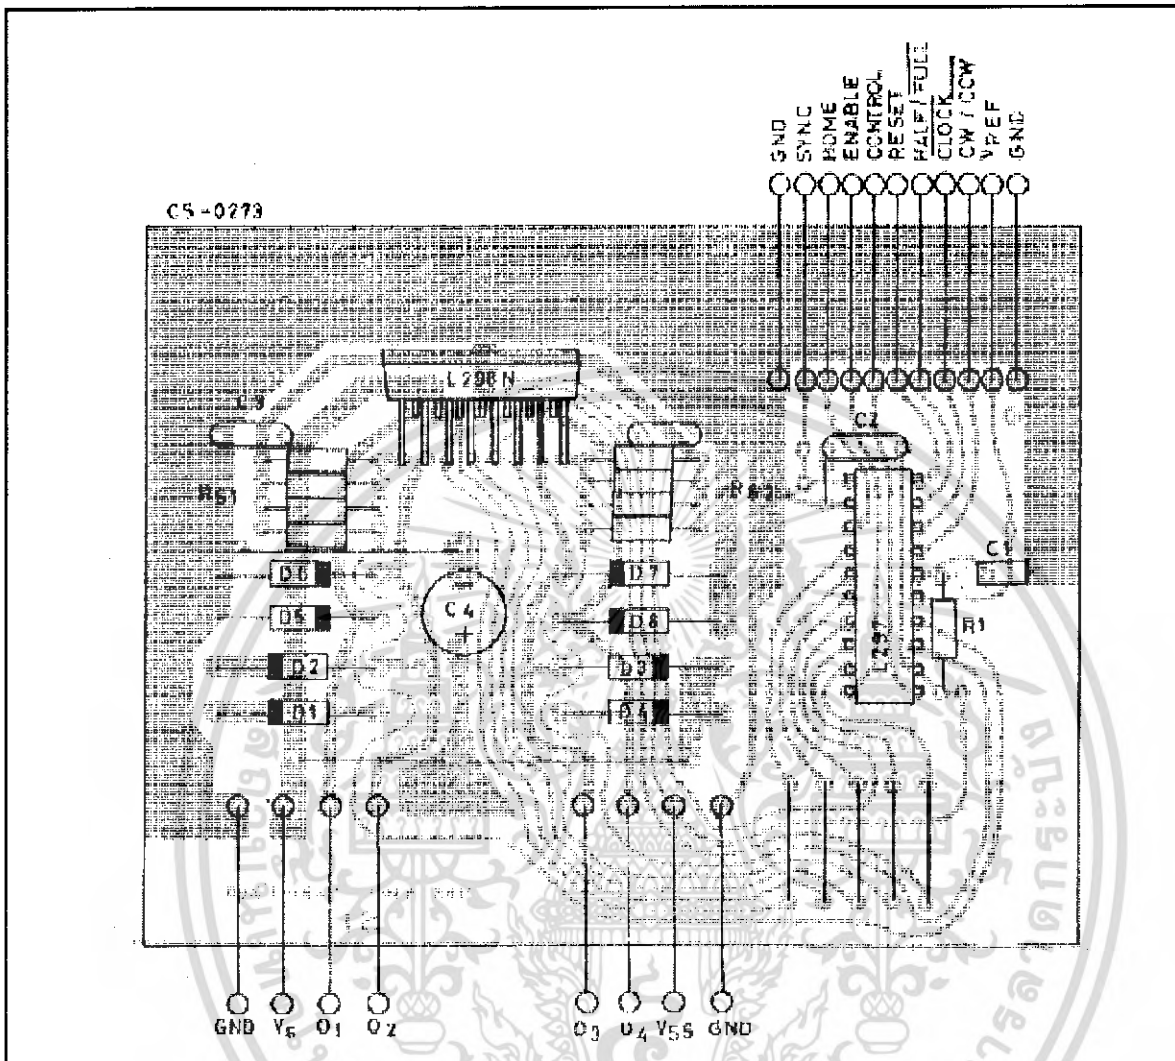 GND
SYNC
HOME
ENABLE
CONTROL
RESET
HALF/FULL
CLOCK
CW/CCW
VREF
GND
CS-0273
L298N
C3
C2
RS1
RS2
C1
D6
D7
C4
+
D5
D8
R1
L297
D2
D3
D1
D4
GND VS O1 O2 O3 O4 VSS GND